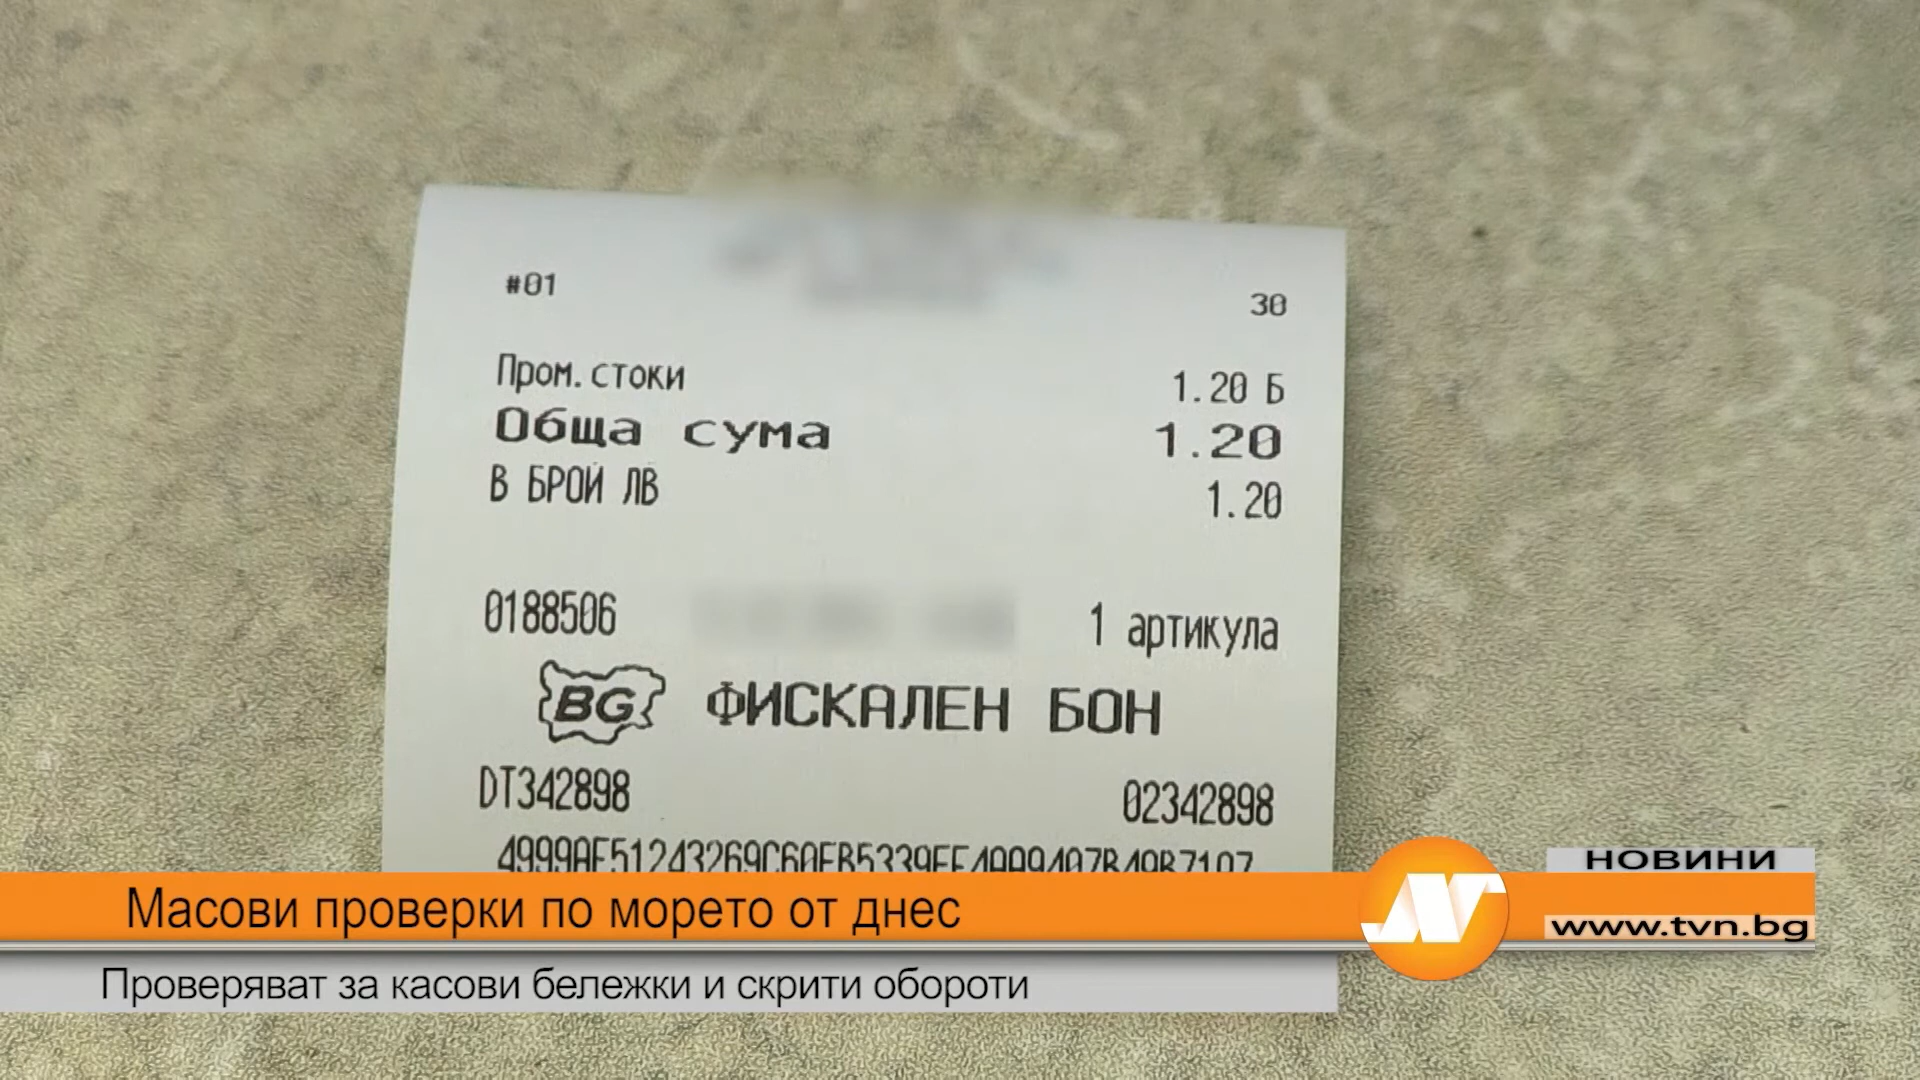 #01 30
Пром.стоки 1.20 Б
Обща сума 1.20
В БРОЙ ЛВ 1.20
0188506 1 артикула
BG ФИСКАЛЕН БОН
DT342898 02342898
НОВИНИ
Масови проверки по морето от днес
www.tvn.bg
Проверяват за касови бележки и скрити обороти